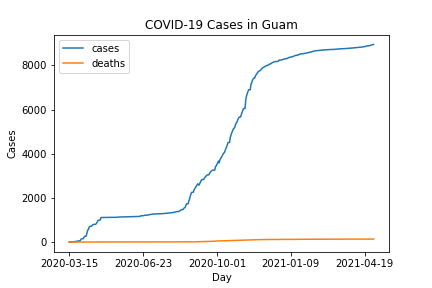 COVID-19 Cases in Guam
cases
deaths
Cases
8000
6000
4000
2000
0
2020-03-15 2020-06-23 2020-10-01 2021-01-09 2021-04-19
Day